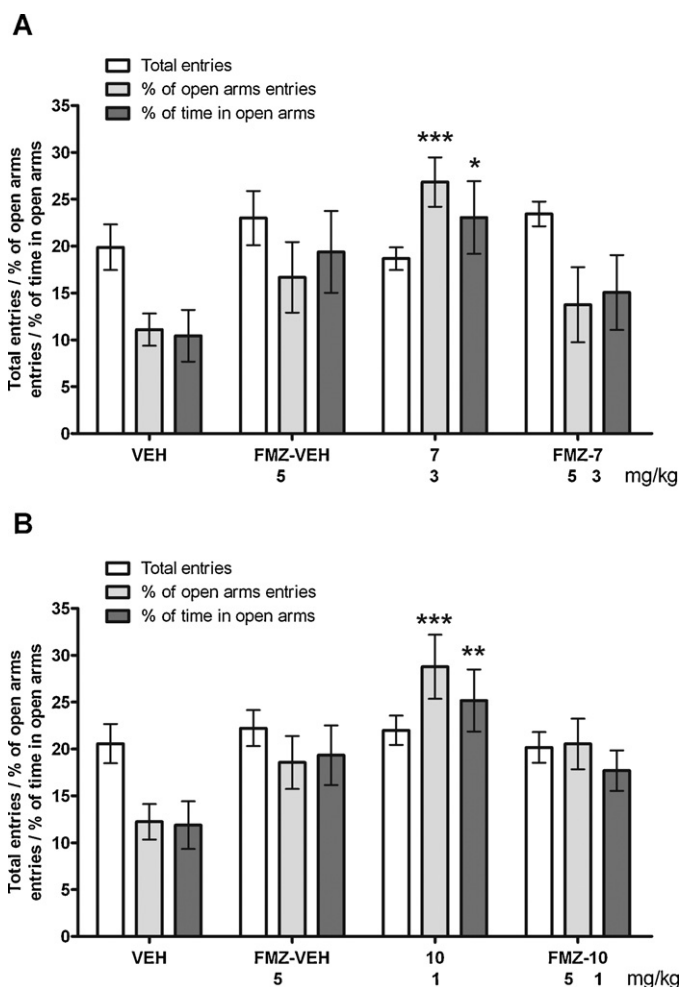 A
Total entries
% of open arms entries
% of time in open arms
Total entries / % of open arms
entries / % of time in open arms
35
30
25
20
15
10
5
0
***
*
VEH FMZ-VEH 7 FMZ-7
5 3 5 3 mg/kg
B
Total entries
% of open arms entries
% of time in open arms
Total entries / % of open arms
entries / % of time in open arms
35
30
25
20
15
10
5
0
***
**
VEH FMZ-VEH 10 FMZ-10
5 1 5 1 mg/kg